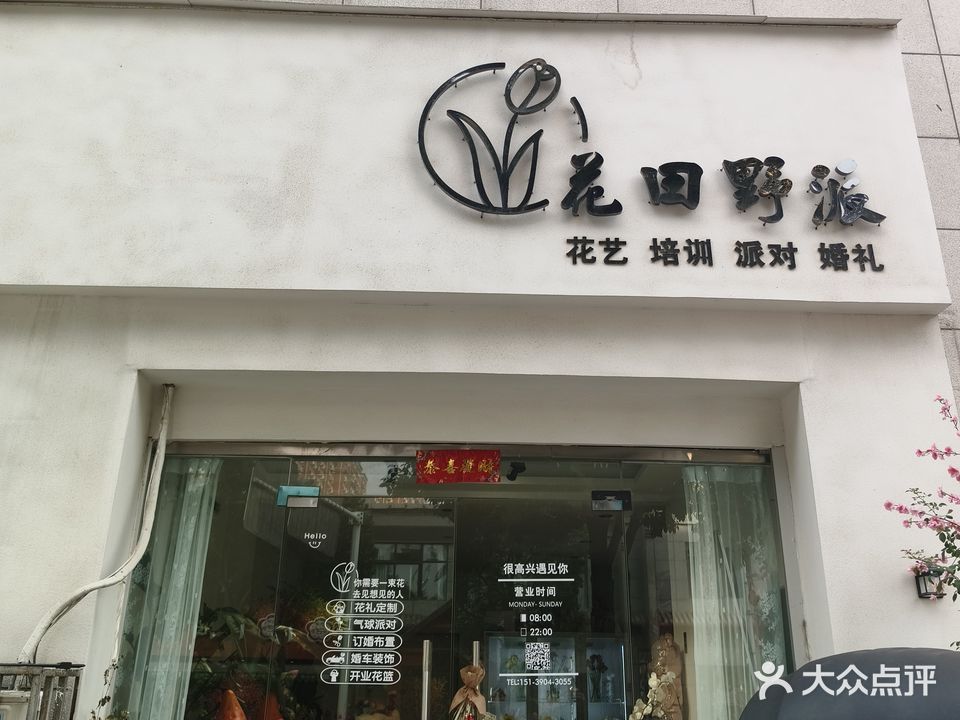 花田野派
花艺 培训 派对 婚礼
恭喜發財
Hello
你需要一束花
去见想见的人
花礼定制
气球派对
订婚布置
婚车装饰
开业花篮
很高兴遇见你
营业时间
MONDAY- SUNDAY
08:00
22:00
TEL:151-3904-3055
大众点评